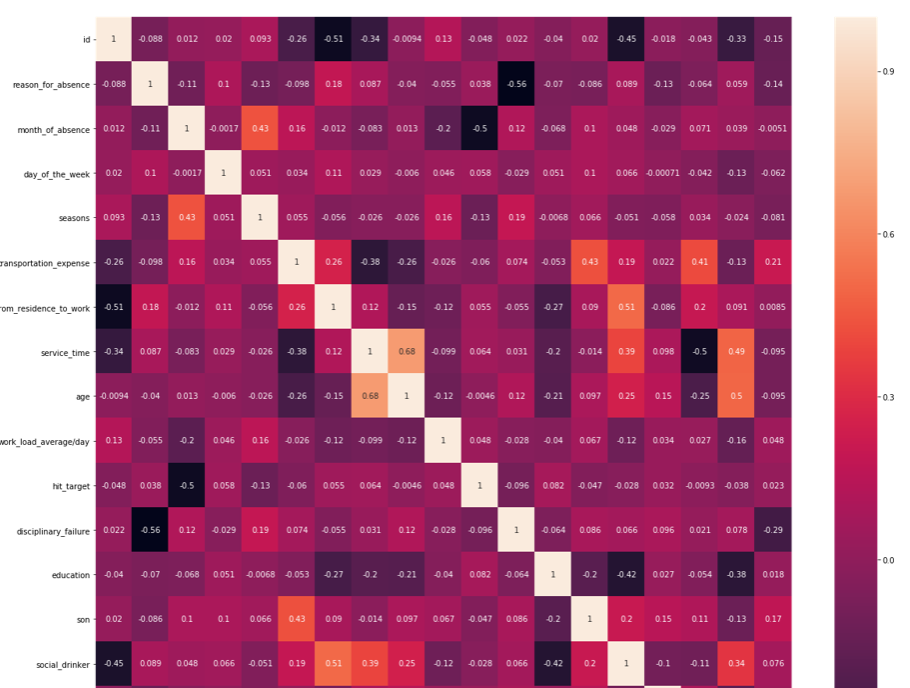 id 1 -0.088 0.012 0.02 0.093 -0.26 -0.51 -0.34 -0.0094 0.13 -0.048 0.022 -0.04 0.02 -0.45 -0.018 -0.043 -0.33 -0.15
0.9
reason_for_absence -0.088 1 -0.11 0.1 -0.13 -0.098 0.18 0.087 -0.04 -0.055 0.038 -0.56 -0.07 -0.086 0.089 -0.13 -0.064 0.059 -0.14
month_of_absence 0.012 -0.11 1 -0.0017 0.43 0.16 -0.012 -0.083 0.013 -0.2 -0.5 0.12 -0.068 0.1 0.048 -0.029 0.071 0.039 -0.0051
day_of_the_week 0.02 0.1 -0.0017 1 0.051 0.034 0.11 0.029 -0.006 0.046 0.058 -0.029 0.051 0.1 0.066 -0.00071 -0.042 -0.13 -0.062
seasons 0.093 -0.13 0.43 0.051 1 0.055 -0.056 -0.026 -0.026 0.16 -0.13 0.19 -0.0068 0.066 -0.051 -0.058 0.034 -0.024 -0.081
0.6
ransportation_expense -0.26 -0.098 0.16 0.034 0.055 1 0.26 -0.38 -0.26 -0.026 -0.06 0.074 -0.053 0.43 0.19 0.022 0.41 -0.13 0.21
rom_residence_to_work -0.51 0.18 -0.012 0.11 -0.056 0.26 1 0.12 -0.15 -0.12 0.055 -0.055 -0.27 0.09 0.51 -0.086 0.2 0.091 0.0085
service_time -0.34 0.087 -0.083 0.029 -0.026 -0.38 0.12 1 0.68 -0.099 0.064 0.031 -0.2 -0.014 0.39 0.098 -0.5 0.49 -0.095
age -0.0094 -0.04 0.013 -0.006 -0.026 -0.26 -0.15 0.68 1 -0.12 -0.0046 0.12 -0.21 0.097 0.25 0.15 -0.25 0.5 -0.095
0.3
work_load_average/day 0.13 -0.055 -0.2 0.046 0.16 -0.026 -0.12 -0.099 -0.12 1 0.048 -0.028 -0.04 0.067 -0.12 0.034 0.027 -0.16 0.048
hit_target -0.048 0.038 -0.5 0.058 -0.13 -0.06 0.055 0.064 -0.0046 0.048 1 -0.096 0.082 -0.047 -0.028 0.032 -0.0093 -0.038 0.023
disciplinary_failure 0.022 -0.56 0.12 -0.029 0.19 0.074 -0.055 0.031 0.12 -0.028 -0.096 1 -0.064 0.086 0.066 0.096 0.021 0.078 -0.29
0.0
education -0.04 -0.07 -0.068 0.051 -0.0068 -0.053 -0.27 -0.2 -0.21 -0.04 0.082 -0.064 1 -0.2 -0.42 0.027 -0.054 -0.38 0.018
son 0.02 -0.086 0.1 0.1 0.066 0.43 0.09 -0.014 0.097 0.067 -0.047 0.086 -0.2 1 0.2 0.15 0.11 -0.13 0.17
social_drinker -0.45 0.089 0.048 0.066 -0.051 0.19 0.51 0.39 0.25 -0.12 -0.028 0.066 -0.42 0.2 1 -0.1 -0.11 0.34 0.076